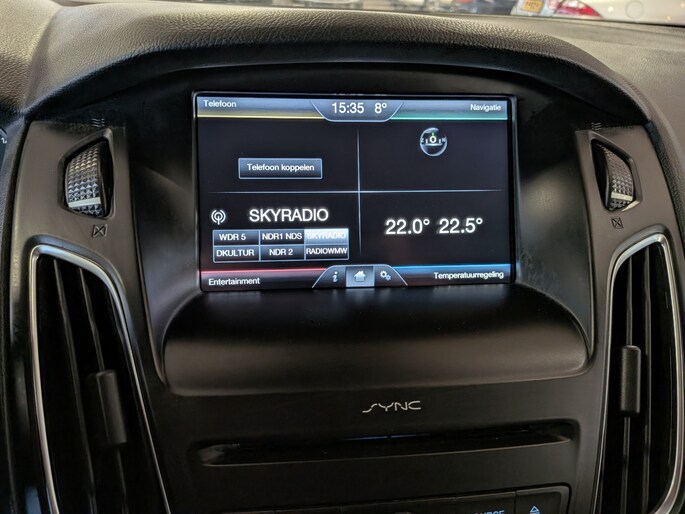 Telefoon
15:35 8°
Navigatie
Telefoon koppelen
SKYRADIO
WDR 5 NDR1 NDS SKYRADIO
DKULTUR NDR 2 RADIOWMW
22.0° 22.5°
Entertainment
i
Temperatuurregeling
SYNC